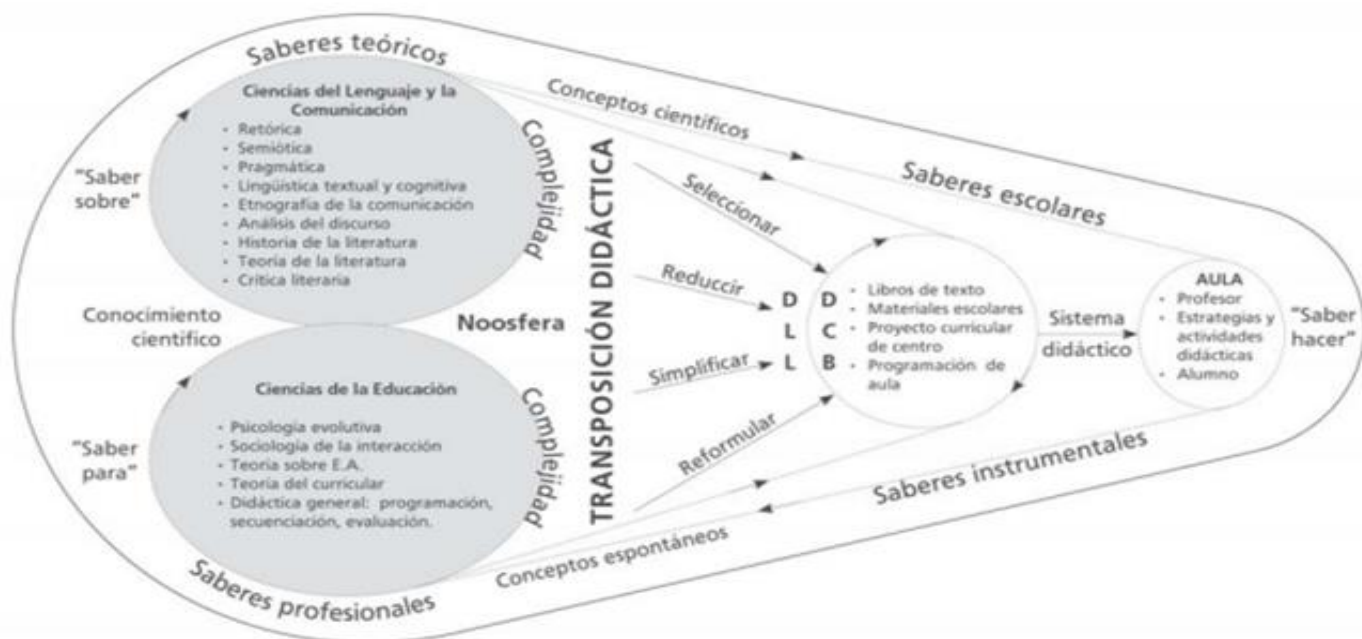 Saberes teóricos
Ciencias del Lenguaje y la
Comunicación
• Retórica
• Semiótica
• Pragmática
• Lingüística textual y cognitiva
• Etnografía de la comunicación
• Análisis del discurso
• Historia de la literatura
• Teoría de la literatura
• Crítica literaria
"Saber
sobre"
Complejidad
Conocimiento
científico
Noosfera
Ciencias de la Educación
• Psicología evolutiva
• Sociología de la interacción
• Teoría sobre E.A.
• Teoría del curricular
• Didáctica general: programación,
secuenciación, evaluación.
"Saber
para"
Complejidad
Saberes profesionales
TRANSPOSICIÓN DIDÁCTICA
Conceptos científicos
Seleccionar
Reduccir
Simplificar
Reformular
Conceptos espontáneos
D D
L C
L B
• Libros de texto
• Materiales escolares
• Proyecto curricular
de centro
• Programación de
aula
Saberes escolares
Sistema
didáctico
Saberes instrumentales
AULA
• Profesor
• Estrategias y
actividades
didácticas
• Alumno
"Saber
hacer"